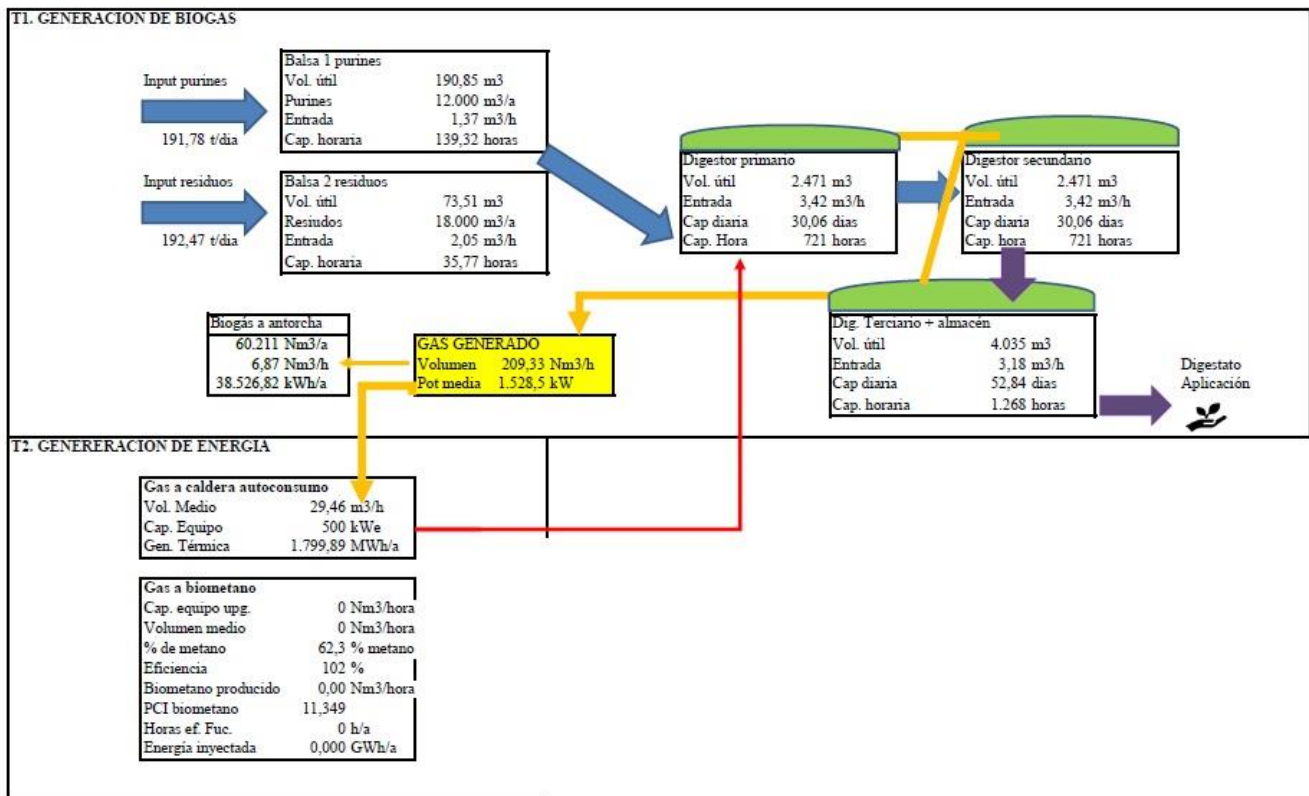 T1. GENERACION DE BIOGAS
Input purines
191,78 t/dia
Balsa 1 purines
Vol. útil 190,85 m3
Purines 12.000 m3/a
Entrada 1,37 m3/h
Cap. horaria 139,32 horas
Input residuos
192,47 t/dia
Balsa 2 residuos
Vol. útil 73,51 m3
Resiudos 18.000 m3/a
Entrada 2,05 m3/h
Cap. horaria 35,77 horas
Digestor primario
Vol. útil 2.471 m3
Entrada 3,42 m3/h
Cap diaria 30,06 dias
Cap. Hora 721 horas
Digestor secundario
Vol. útil 2.471 m3
Entrada 3,42 m3/h
Cap diaria 30,06 dias
Cap. hora 721 horas
Biogás a antorcha
60.211 Nm3/a
6,87 Nm3/h
38.526,82 kWh/a
GAS GENERADO
Volumen 209,33 Nm3/h
Pot media 1.528,5 kW
Dig. Terciario + almacén
Vol. útil 4.035 m3
Entrada 3,18 m3/h
Cap diaria 52,84 dias
Cap. horaria 1.268 horas
Digestato
Aplicación
T2. GENERERACION DE ENERGIA
Gas a caldera autoconsumo
Vol. Medio 29,46 m3/h
Cap. Equipo 500 kWe
Gen. Térmica 1.799,89 MWh/a
Gas a biometano
Cap. equipo upg. 0 Nm3/hora
Volumen medio 0 Nm3/hora
% de metano 62,3 % metano
Eficiencia 102 %
Biometano producido 0,00 Nm3/hora
PCI biometano 11,349
Horas ef. Fuc. 0 h/a
Energía inyectada 0,000 GWh/a